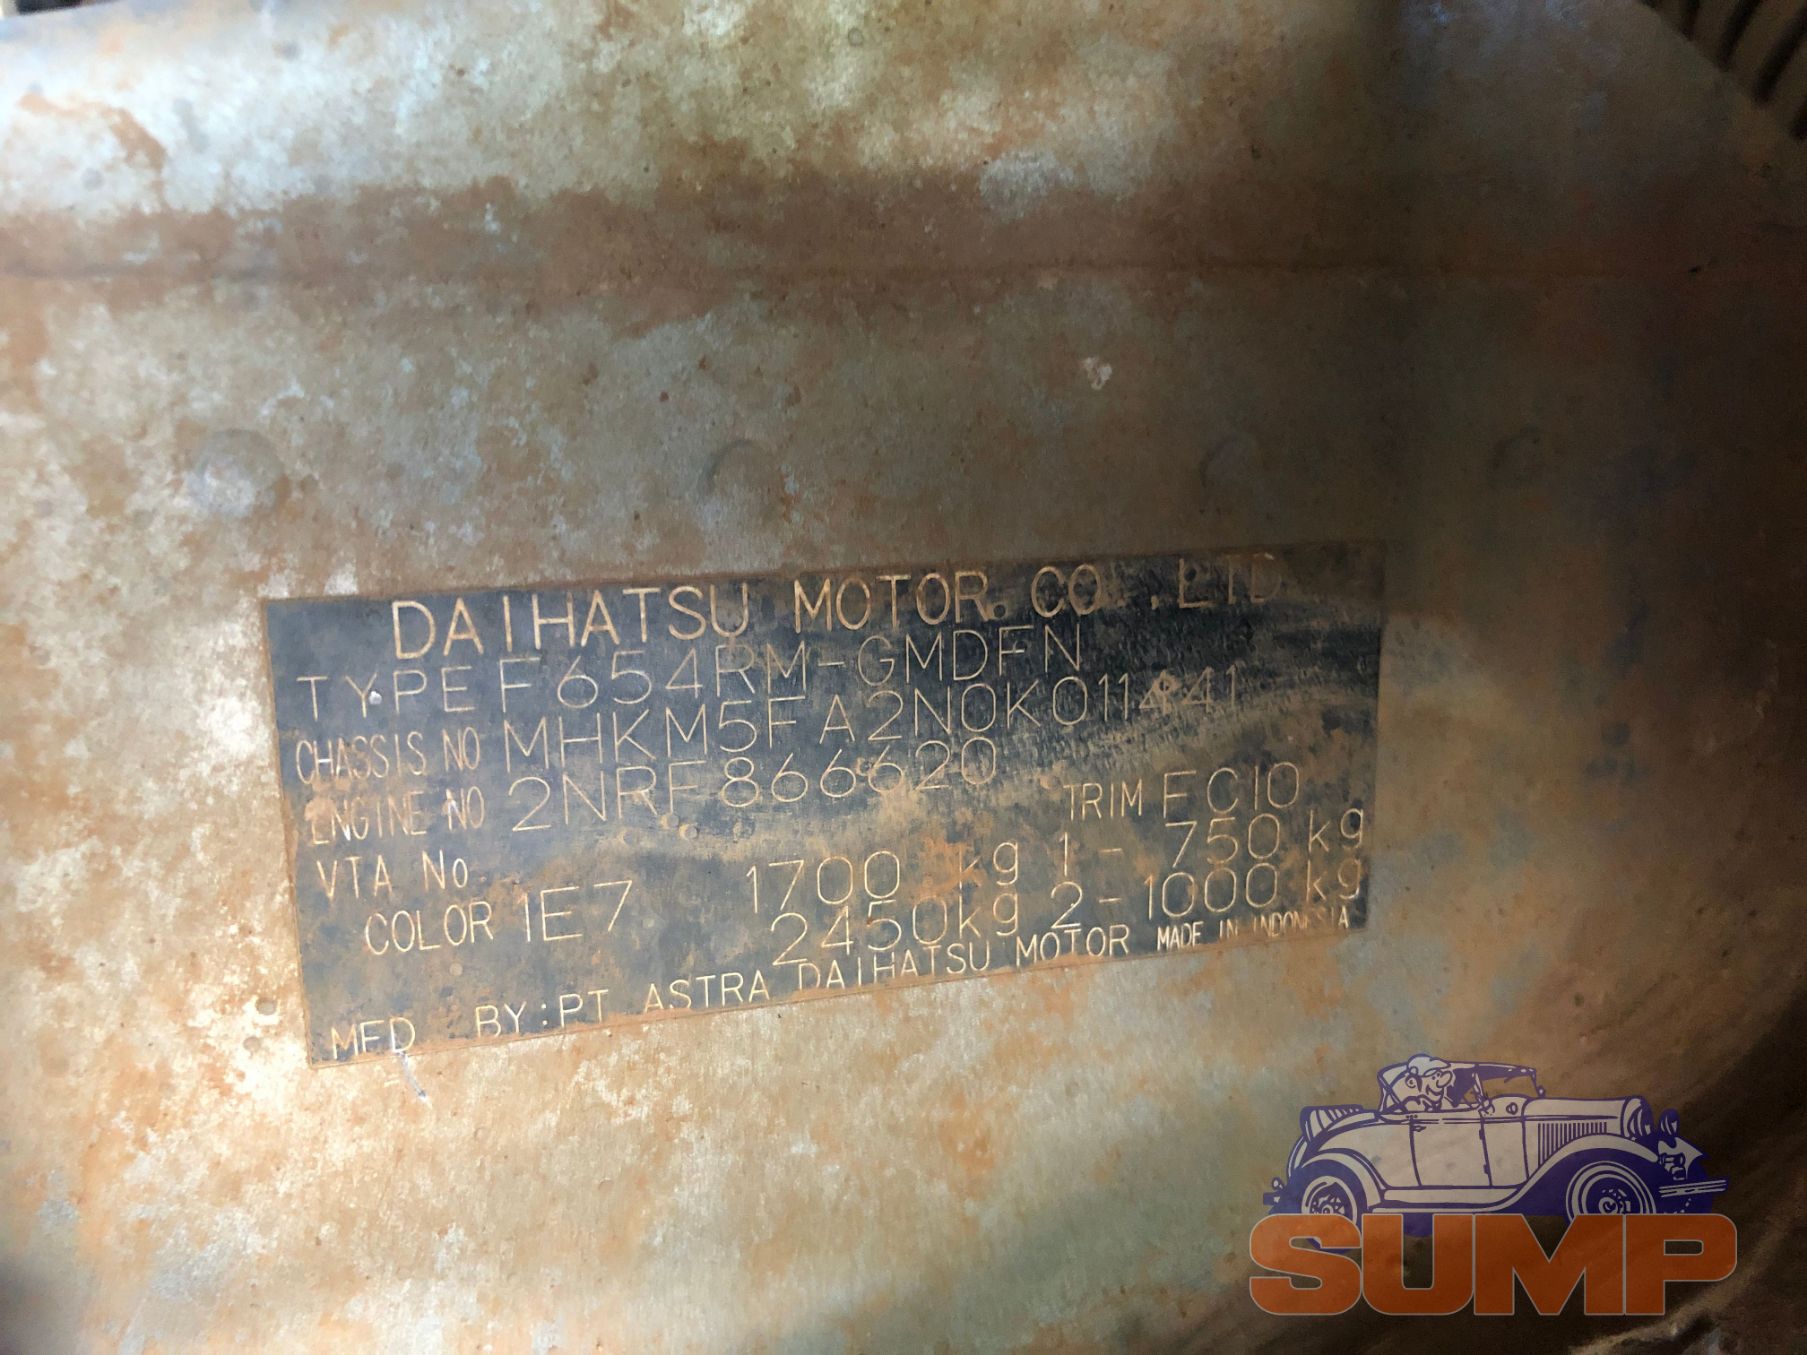 DAIHATSU MOTOR CO.,LTD
TYPE F654RM-GMDFN
CHASSIS NO MHKM5FA2N0K011441
ENGINE NO 2NRF866620
TRIM FC10
VTA No. 1700 kg 1- 750 kg
COLOR 1E7 2450kg 2-1000 kg
MFD BY:PT ASTRA DAIHATSU MOTOR MADE IN INDONESIA
SUMP